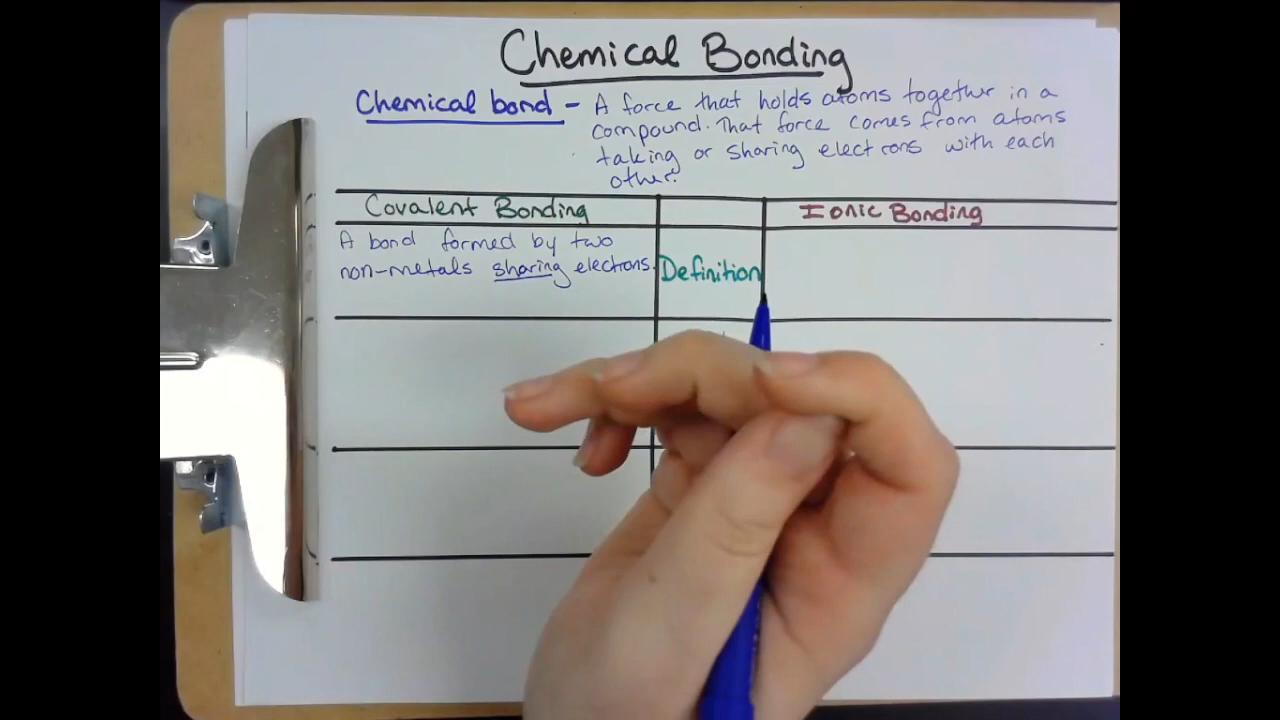 Chemical Bonding
Chemical bond - A force that holds atoms together in a
compound. That force comes from atoms
taking or sharing electrons with each
other.
Covalent Bonding
Ionic Bonding
A bond formed by two
non-metals sharing electrons.
Definition